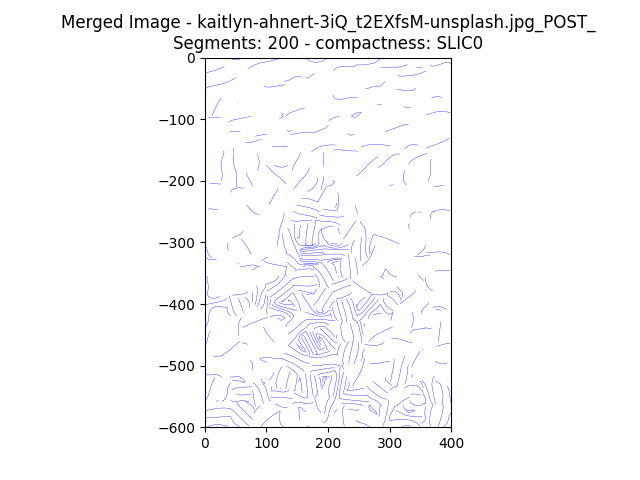 Merged Image - kaitlyn-ahnert-3iQ_t2EXfsM-unsplash.jpg_POST_
Segments: 200 - compactness: SLIC0
0
−100
−200
−300
−400
−500
−600
0 100 200 300 400